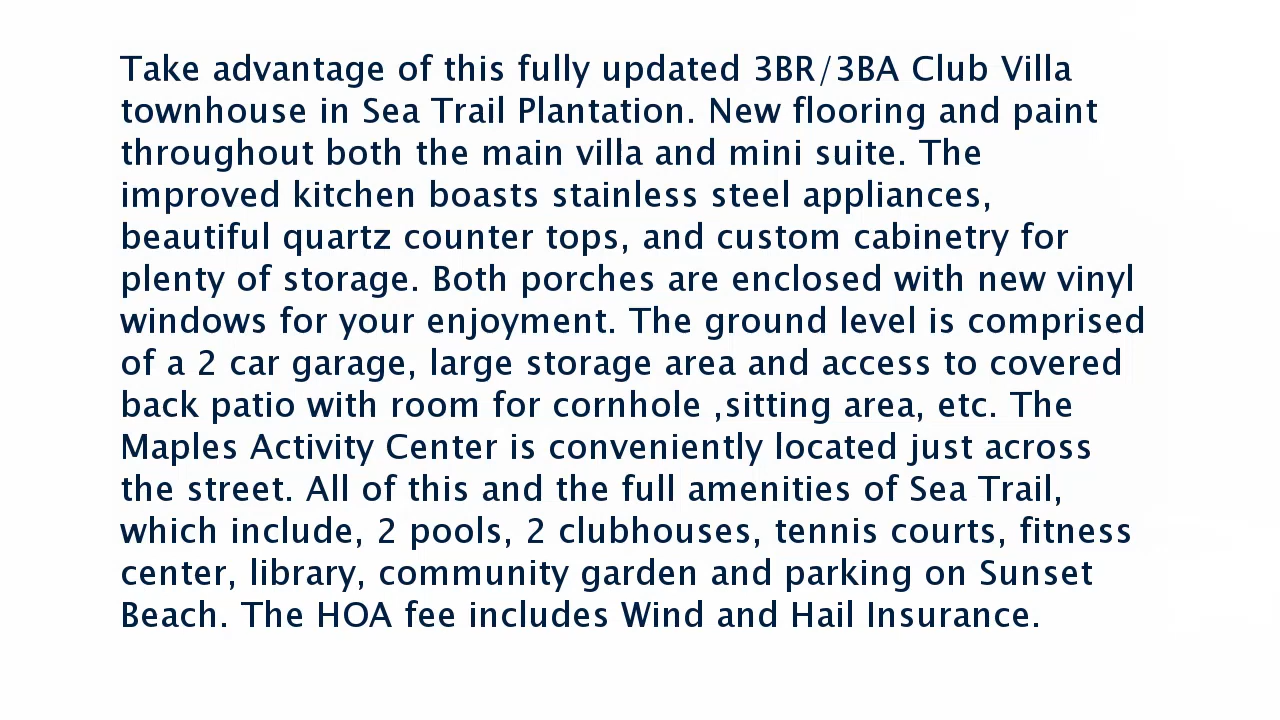 Take advantage of this fully updated 3BR/3BA Club Villa
townhouse in Sea Trail Plantation. New flooring and paint
throughout both the main villa and mini suite. The
improved kitchen boasts stainless steel appliances,
beautiful quartz counter tops, and custom cabinetry for
plenty of storage. Both porches are enclosed with new vinyl
windows for your enjoyment. The ground level is comprised
of a 2 car garage, large storage area and access to covered
back patio with room for cornhole ,sitting area, etc. The
Maples Activity Center is conveniently located just across
the street. All of this and the full amenities of Sea Trail,
which include, 2 pools, 2 clubhouses, tennis courts, fitness
center, library, community garden and parking on Sunset
Beach. The HOA fee includes Wind and Hail Insurance.